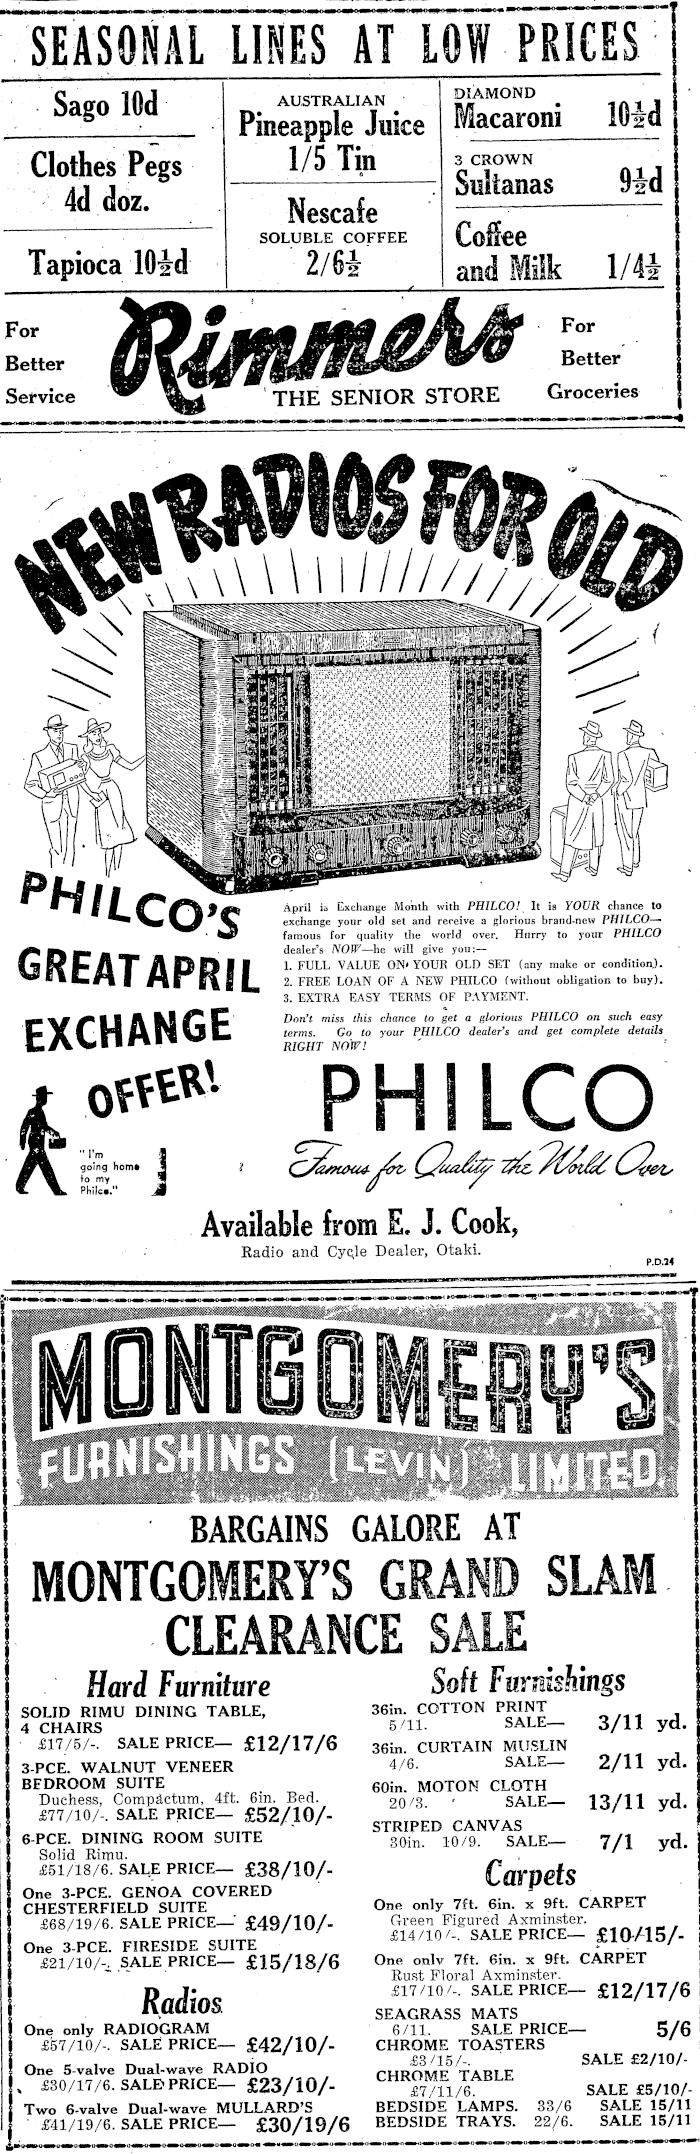 SEASONAL LINES AT LOW PRICES
Sago 10d
Clothes Pegs
4d doz.
Tapioca 10½d
AUSTRALIAN
Pineapple Juice
1/5 Tin
Nescafe
SOLUBLE COFFEE
2/6½
DIAMOND
Macaroni 10½d
3 CROWN
Sultanas 9½d
Coffee
and Milk 1/4½
For
Better
Service
Rimmers
THE SENIOR STORE
For
Better
Groceries
NEW RADIOS FOR OLD
PHILCO'S
GREAT APRIL
EXCHANGE
OFFER!
"I'm
going home
to my
Philco."
April is Exchange Month with PHILCO! It is YOUR chance to
exchange your old set and receive a glorious brand-new PHILCO—
famous for quality the world over. Hurry to your PHILCO
dealer's NOW—he will give you:—
1. FULL VALUE ON YOUR OLD SET (any make or condition).
2. FREE LOAN OF A NEW PHILCO (without obligation to buy).
3. EXTRA EASY TERMS OF PAYMENT.
Don't miss this chance to get a glorious PHILCO on such easy
terms. Go to your PHILCO dealer's and get complete details
RIGHT NOW!
PHILCO
Famous for Quality the World Over
Available from E. J. Cook,
Radio and Cycle Dealer, Otaki.
P.D.24
MONTGOMERY'S
FURNISHINGS (LEVIN) LIMITED
BARGAINS GALORE AT
MONTGOMERY'S GRAND SLAM
CLEARANCE SALE
Hard Furniture
SOLID RIMU DINING TABLE,
4 CHAIRS
£17/5/-. SALE PRICE— £12/17/6
3-PCE. WALNUT VENEER
BEDROOM SUITE
Duchess, Compactum, 4ft. 6in. Bed.
£77/10/-. SALE PRICE— £52/10/-
6-PCE. DINING ROOM SUITE
Solid Rimu.
£51/18/6. SALE PRICE— £38/10/-
One 3-PCE. GENOA COVERED
CHESTERFIELD SUITE
£68/19/6. SALE PRICE— £49/10/-
One 3-PCE. FIRESIDE SUITE
£21/10/-. SALE PRICE— £15/18/6
Radios
One only RADIOGRAM
£57/10/-. SALE PRICE— £42/10/-
One 5-valve Dual-wave RADIO
£30/17/6. SALE PRICE— £23/10/-
Two 6-valve Dual-wave MULLARD'S
£41/19/6. SALE PRICE— £30/19/6
Soft Furnishings
36in. COTTON PRINT
5/11. SALE— 3/11 yd.
36in. CURTAIN MUSLIN
4/6. SALE— 2/11 yd.
60in. MOTON CLOTH
20/3. SALE— 13/11 yd.
STRIPED CANVAS
30in. 10/9. SALE— 7/1 yd.
Carpets
One only 7ft. 6in. x 9ft. CARPET
Green Figured Axminster.
£14/10/-. SALE PRICE— £10/15/-
One only 7ft. 6in. x 9ft. CARPET
Rust Floral Axminster.
£17/10/-. SALE PRICE— £12/17/6
SEAGRASS MATS
6/11. SALE PRICE— 5/6
CHROME TOASTERS
£3/15/-. SALE £2/10/-
CHROME TABLE
£7/11/6. SALE £5/10/-
BEDSIDE LAMPS. 33/6 SALE 15/11
BEDSIDE TRAYS. 22/6. SALE 15/11